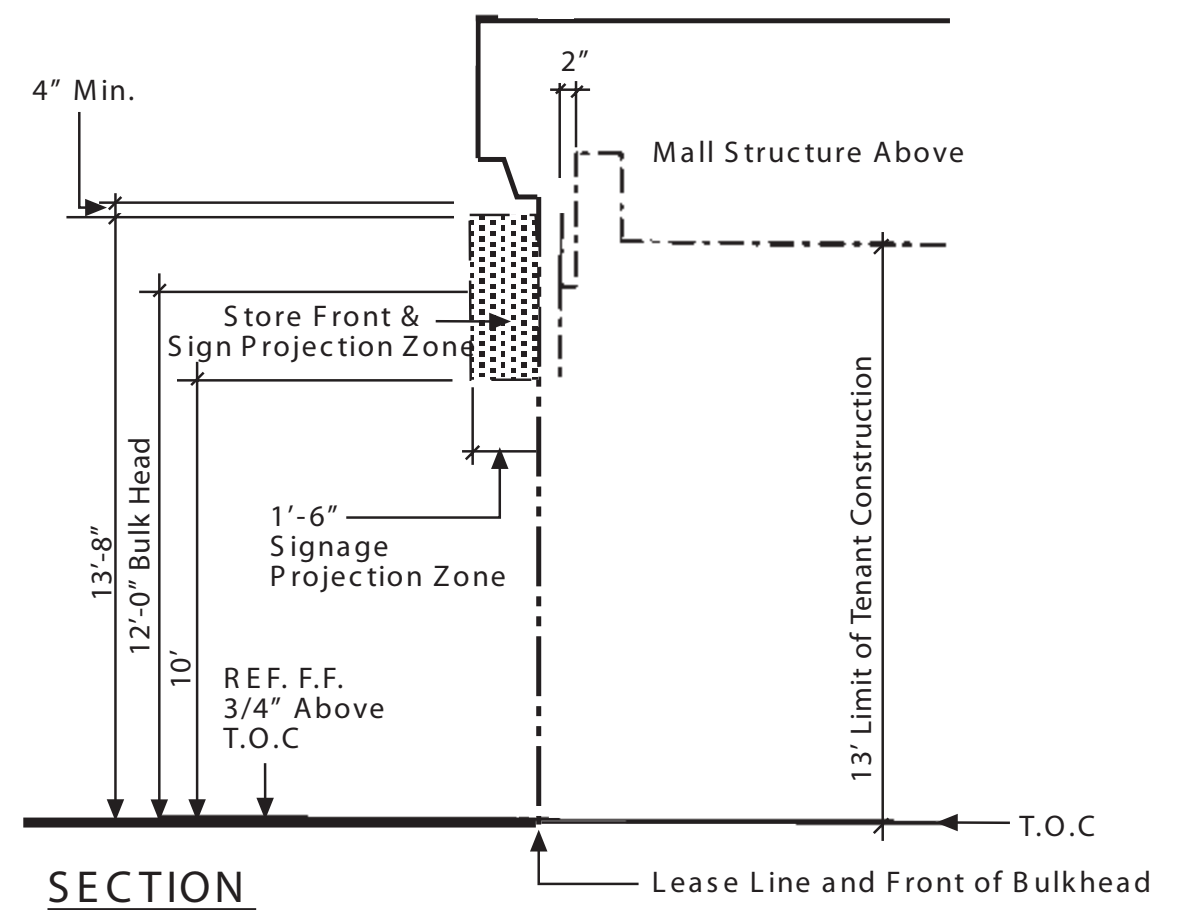 2”
4” Min.
Mall Structure Above
Store Front &
Sign Projection Zone
1’-6”
Signage
Projection Zone
13’-8”
12’-0” Bulk Head
10’
REF. F.F.
3/4” Above
T.O.C
13’ Limit of Tenant Construction
T.O.C
Lease Line and Front of Bulkhead
SECTION